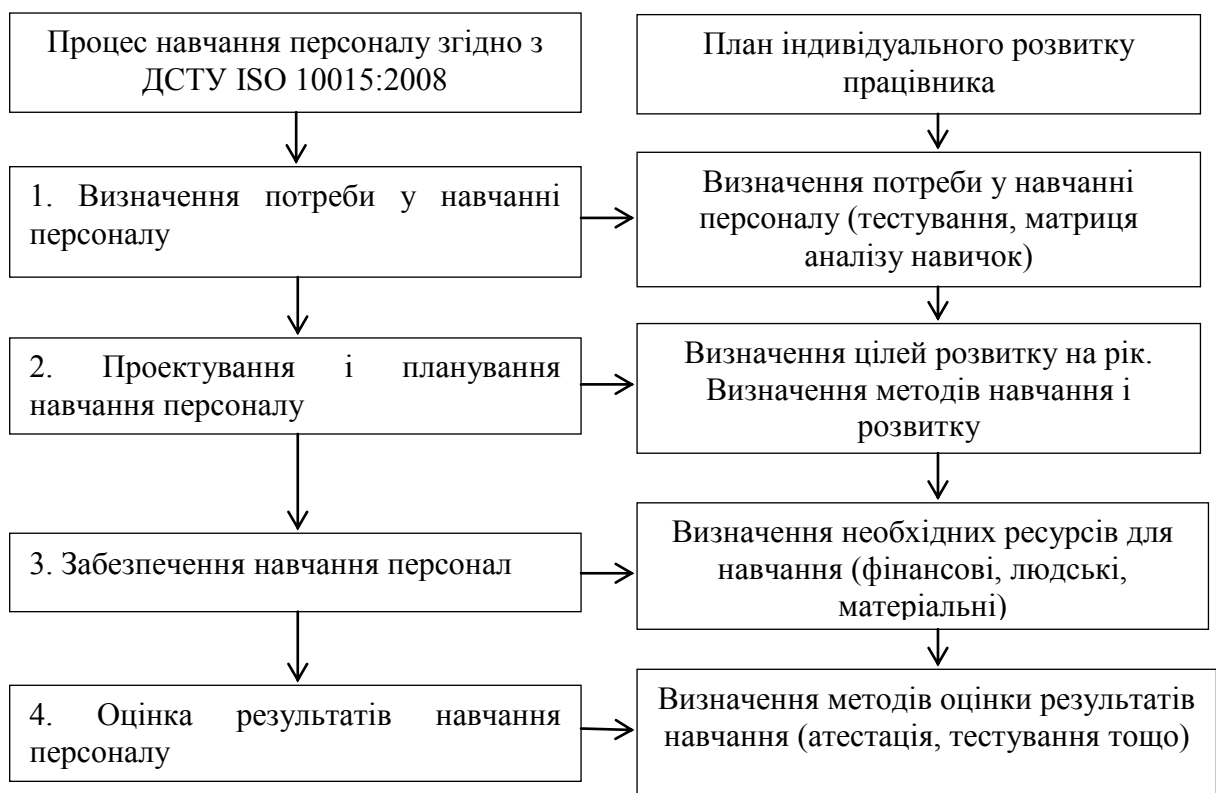 Процес навчання персоналу згідно з
ДСТУ ISO 10015:2008
План індивідуального розвитку
працівника
1. Визначення потреби у навчанні
персоналу
Визначення потреби у навчанні
персоналу (тестування, матриця
аналізу навичок)
2. Проектування і планування
навчання персоналу
Визначення цілей розвитку на рік.
Визначення методів навчання і
розвитку
3. Забезпечення навчання персонал
Визначення необхідних ресурсів для
навчання (фінансові, людські,
матеріальні)
4. Оцінка результатів навчання
персоналу
Визначення методів оцінки результатів
навчання (атестація, тестування тощо)